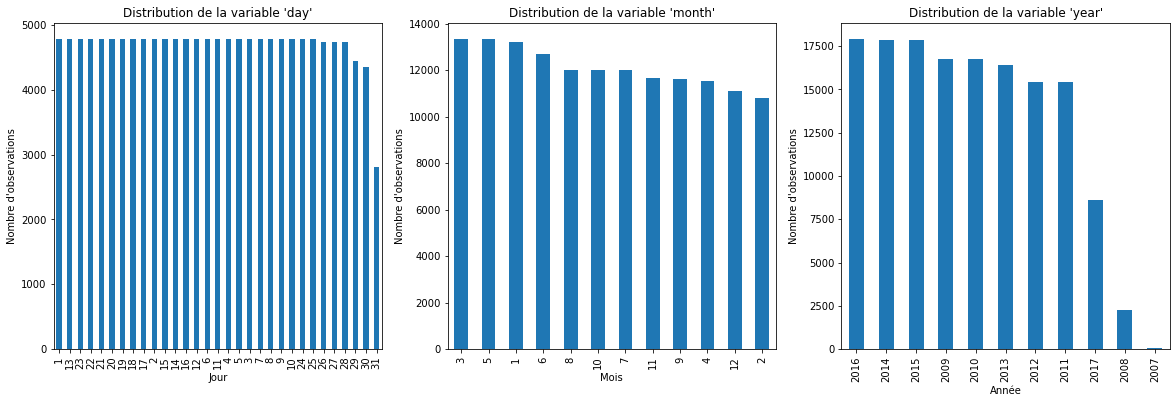 Distribution de la variable 'day'
Nombre d'observations
5000
4000
3000
2000
1000
0
1 13 23 22 21 20 19 18 17 2 15 14 16 12 6 11 4 5 3 7 8 9 10 24 25 26 27 28 29 30 31
Jour
Distribution de la variable 'month'
Nombre d'observations
14000
12000
10000
8000
6000
4000
2000
0
3 5 1 6 8 10 7 11 9 4 12 2
Mois
Distribution de la variable 'year'
Nombre d'observations
17500
15000
12500
10000
7500
5000
2500
0
2016 2014 2015 2009 2010 2013 2012 2011 2017 2008 2007
Année